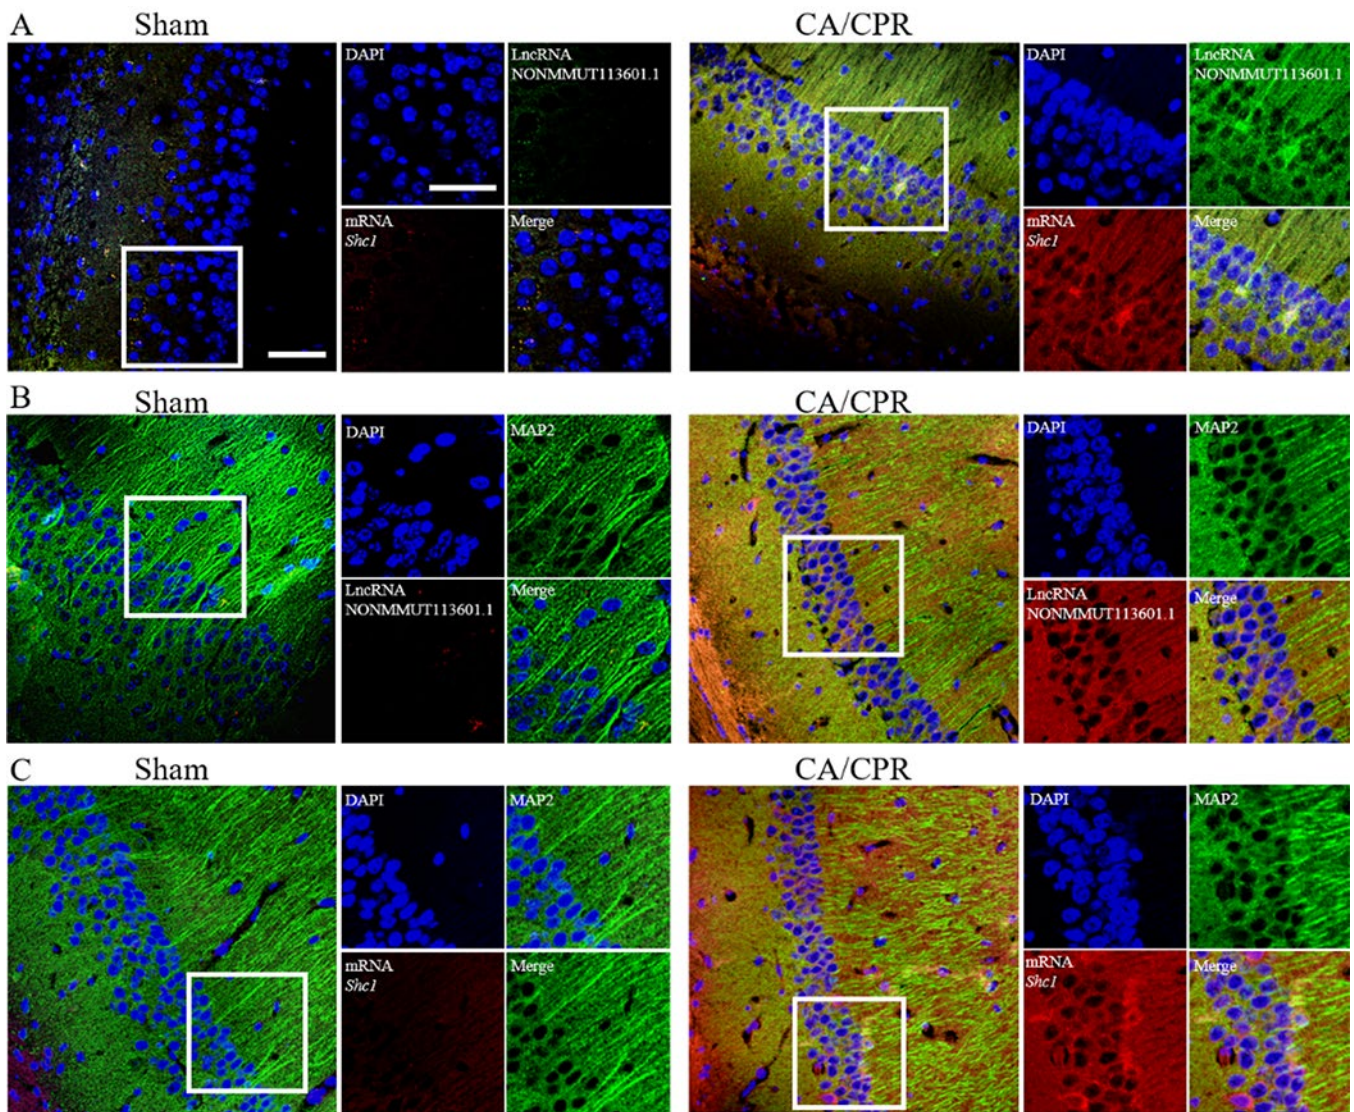 A
Sham
CA/CPR
DAPI
LncRNA
NONMMUT113601.1
mRNA
Shc1
Merge
DAPI
LncRNA
NONMMUT113601.1
mRNA
Shc1
Merge
B
Sham
CA/CPR
DAPI
MAP2
LncRNA
NONMMUT113601.1
Merge
DAPI
MAP2
LncRNA
NONMMUT113601.1
Merge
C
Sham
CA/CPR
DAPI
MAP2
mRNA
Shc1
Merge
DAPI
MAP2
mRNA
Shc1
Merge